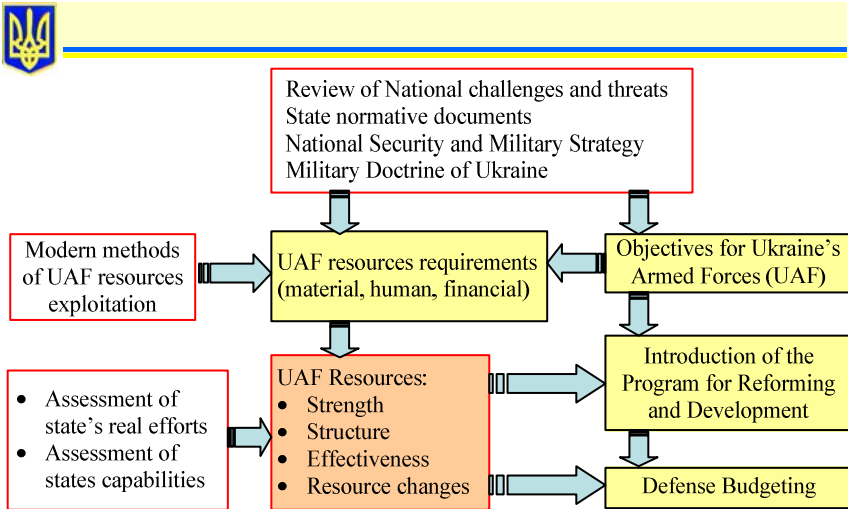 Review of National challenges and threats
State normative documents
National Security and Military Strategy
Military Doctrine of Ukraine
Modern methods
of UAF resources
exploitation
UAF resources requirements
(material, human, financial)
Objectives for Ukraine’s
Armed Forces (UAF)
• Assessment of
state’s real efforts
• Assessment of
states capabilities
UAF Resources:
• Strength
• Structure
• Effectiveness
• Resource changes
Introduction of the
Program for Reforming
and Development
Defense Budgeting